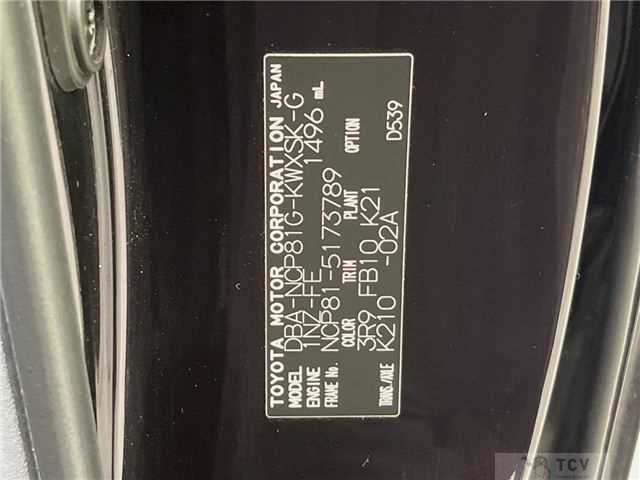 TOYOTA MOTOR CORPORATION JAPAN
MODEL DBA-NCP81G-KWXSK-G
ENGINE 1NZ-FE 1496 mL
FRAME No. NCP81-5173789
COLOR TRIM PLANT OPTION
3R9 FB10 K21
TRANS./AXLE K210 -02A D539
TCV